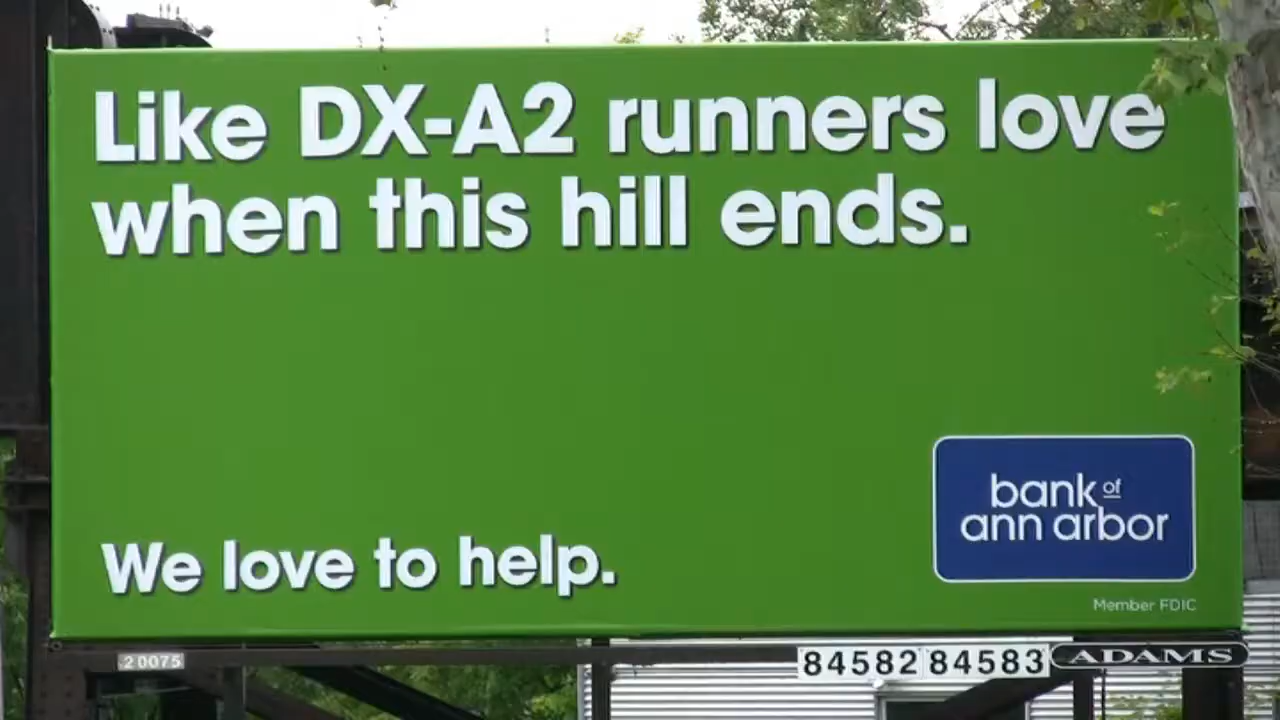 Like DX-A2 runners love
when this hill ends.
We love to help.
bank of
ann arbor
Member FDIC
20075
84582 84583
ADAMS